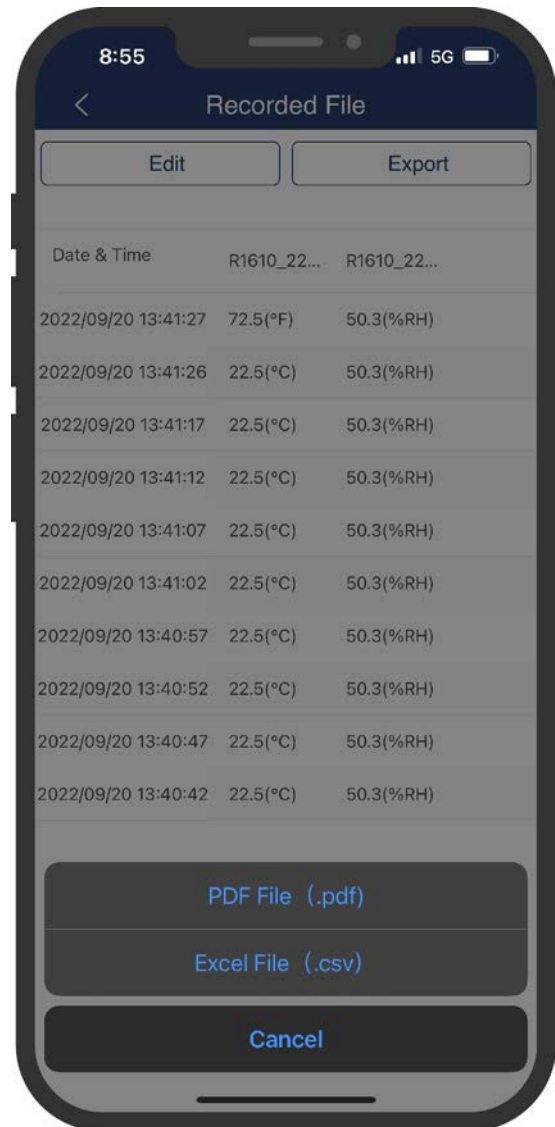 8:55 5G
Recorded File
Edit Export
Date & Time R1610_22... R1610_22...
2022/09/20 13:41:27 72.5(°F) 50.3(%RH)
2022/09/20 13:41:26 22.5(°C) 50.3(%RH)
2022/09/20 13:41:17 22.5(°C) 50.3(%RH)
2022/09/20 13:41:12 22.5(°C) 50.3(%RH)
2022/09/20 13:41:07 22.5(°C) 50.3(%RH)
2022/09/20 13:41:02 22.5(°C) 50.3(%RH)
2022/09/20 13:40:57 22.5(°C) 50.3(%RH)
2022/09/20 13:40:52 22.5(°C) 50.3(%RH)
2022/09/20 13:40:47 22.5(°C) 50.3(%RH)
2022/09/20 13:40:42 22.5(°C) 50.3(%RH)
PDF File（.pdf)
Excel File（.csv）
Cancel